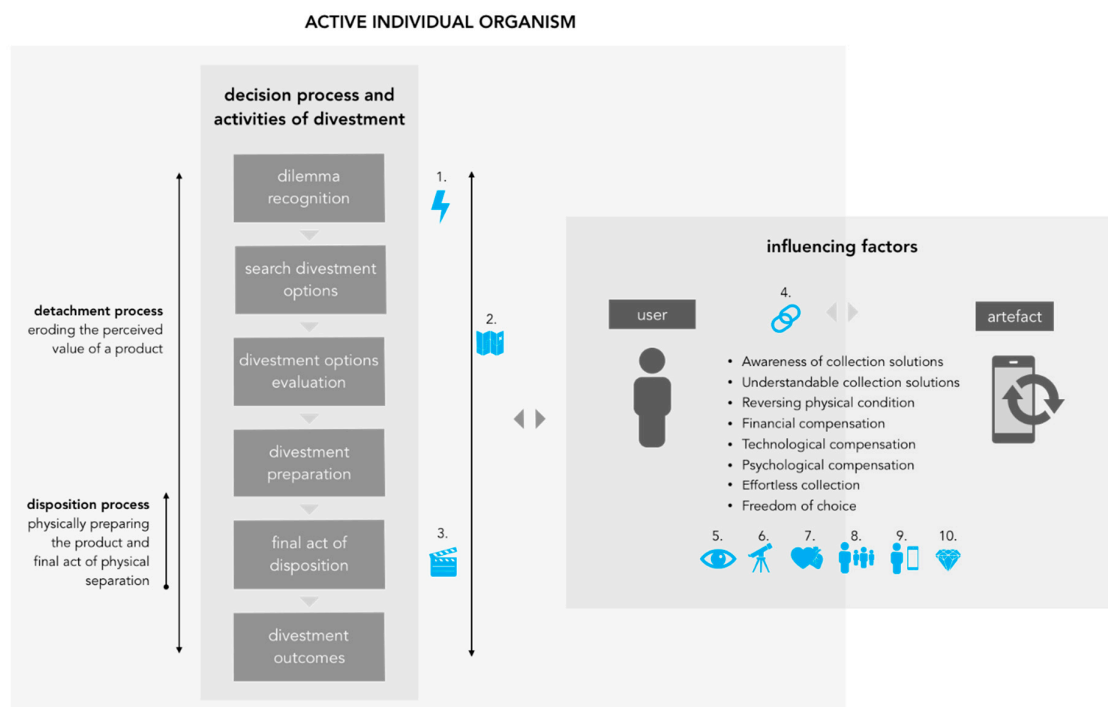 ACTIVE INDIVIDUAL ORGANISM
decision process and
activities of divestment
dilemma
recognition
search divestment
options
divestment options
evaluation
divestment
preparation
final act of
disposition
divestment
outcomes
detachment process
eroding the perceived
value of a product
disposition process
physically preparing
the product and
final act of physical
separation
1.
2.
3.
influencing factors
user
4.
artefact
• Awareness of collection solutions
• Understandable collection solutions
• Reversing physical condition
• Financial compensation
• Technological compensation
• Psychological compensation
• Effortless collection
• Freedom of choice
5. 6. 7. 8. 9. 10.